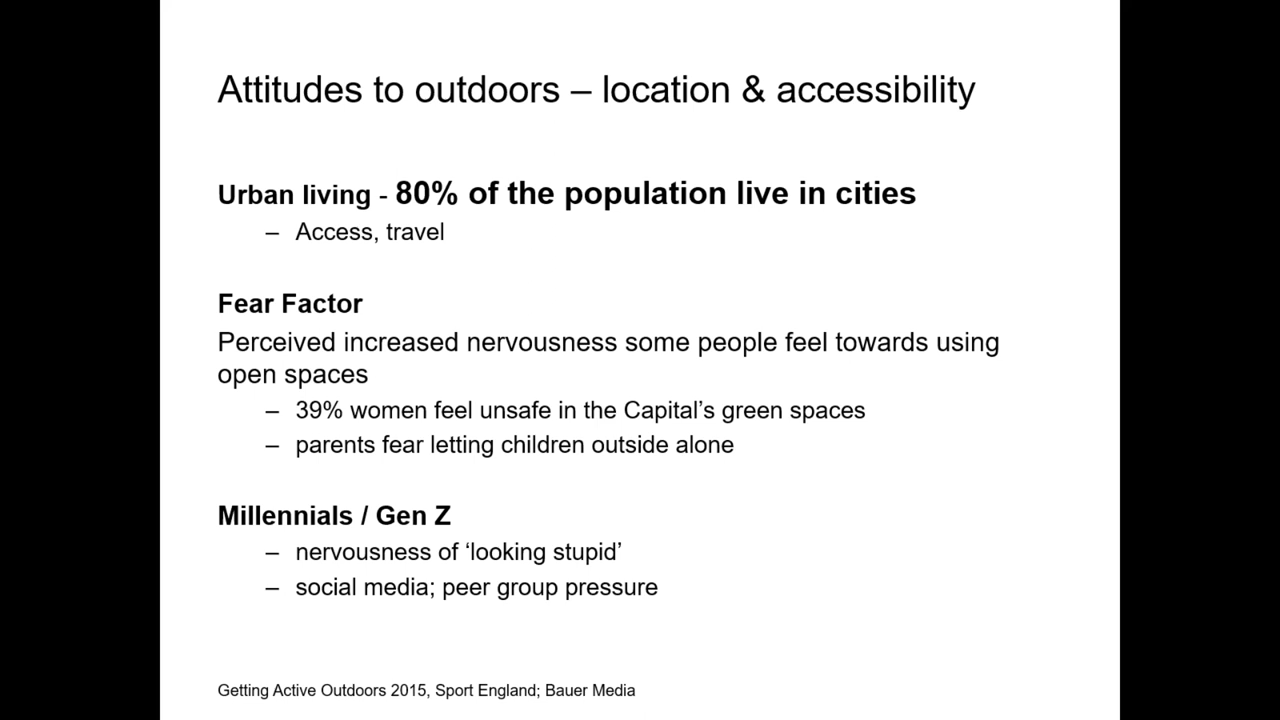 Attitudes to outdoors – location & accessibility
Urban living - 80% of the population live in cities
– Access, travel
Fear Factor
Perceived increased nervousness some people feel towards using
open spaces
– 39% women feel unsafe in the Capital’s green spaces
– parents fear letting children outside alone
Millennials / Gen Z
– nervousness of ‘looking stupid’
– social media; peer group pressure
Getting Active Outdoors 2015, Sport England; Bauer Media